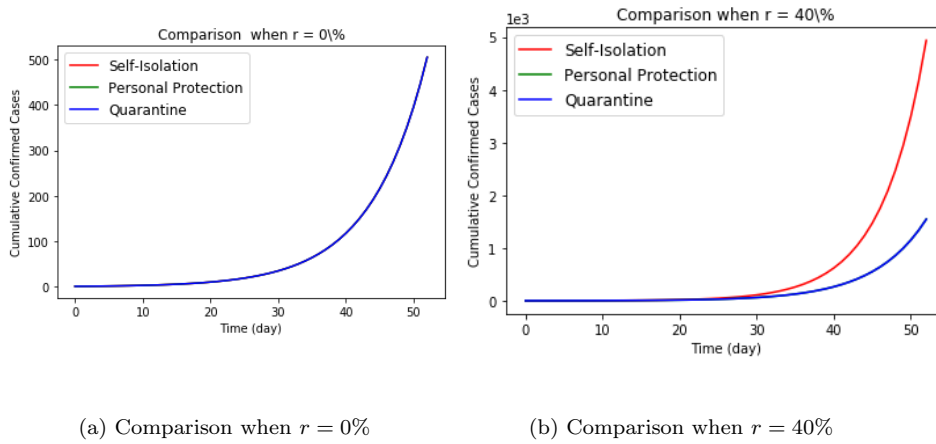 Comparison  when r = 0\%
Self-Isolation
Personal Protection
Quarantine
500
400
300
200
100
0
Cumulative Confirmed Cases
0 10 20 30 40 50
Time (day)
1e3
Comparison when r = 40\%
Self-Isolation
Personal Protection
Quarantine
5
4
3
2
1
0
Cumulative Confirmed Cases
0 10 20 30 40 50
Time (day)
(a) Comparison when r = 0%
(b) Comparison when r = 40%